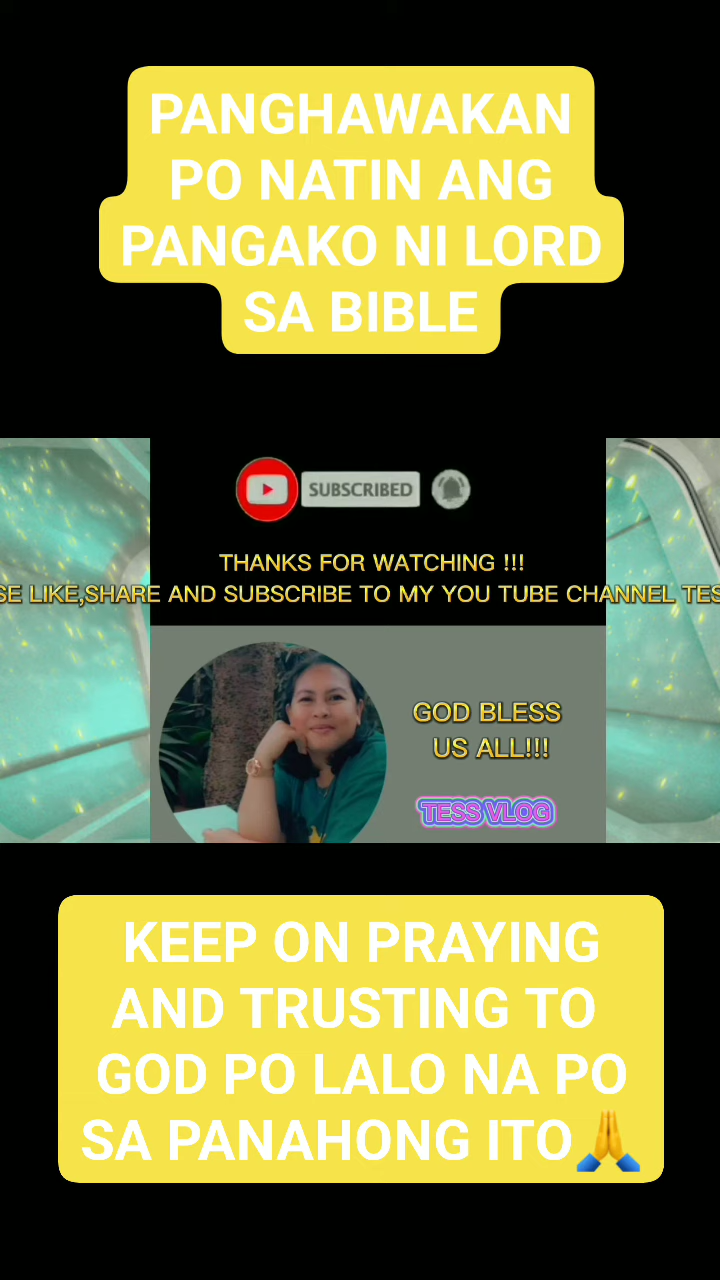 PANGHAWAKAN
PO NATIN ANG
PANGAKO NI LORD
SA BIBLE
SUBSCRIBED
THANKS FOR WATCHING !!!
SE LIKE,SHARE AND SUBSCRIBE TO MY YOU TUBE CHANNEL TES
GOD BLESS
US ALL!!!
TESS VLOG
KEEP ON PRAYING
AND TRUSTING TO
GOD PO LALO NA PO
SA PANAHONG ITO🙏